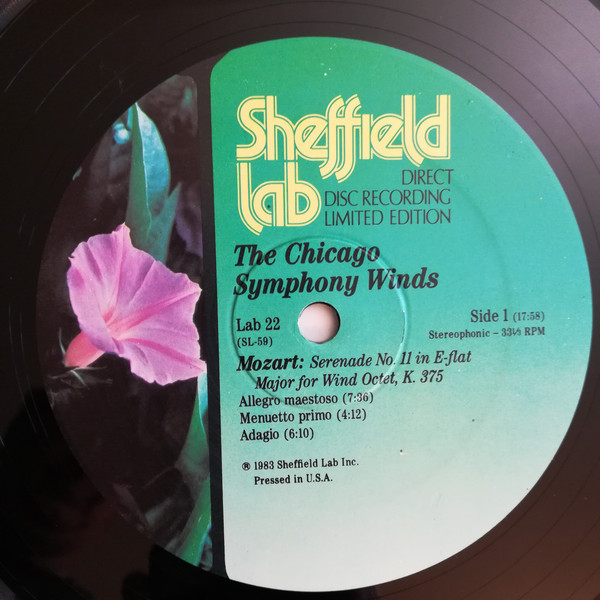 Sheffield
Lab
DIRECT
DISC RECORDING
LIMITED EDITION
The Chicago
Symphony Winds
Lab 22
(SL-59)
Side 1 (17:58)
Stereophonic – 33⅓ RPM
Mozart: Serenade No. 11 in E-flat
Major for Wind Octet, K. 375
Allegro maestoso (7:36)
Menuetto primo (4:12)
Adagio (6:10)
℗ 1983 Sheffield Lab Inc.
Pressed in U.S.A.